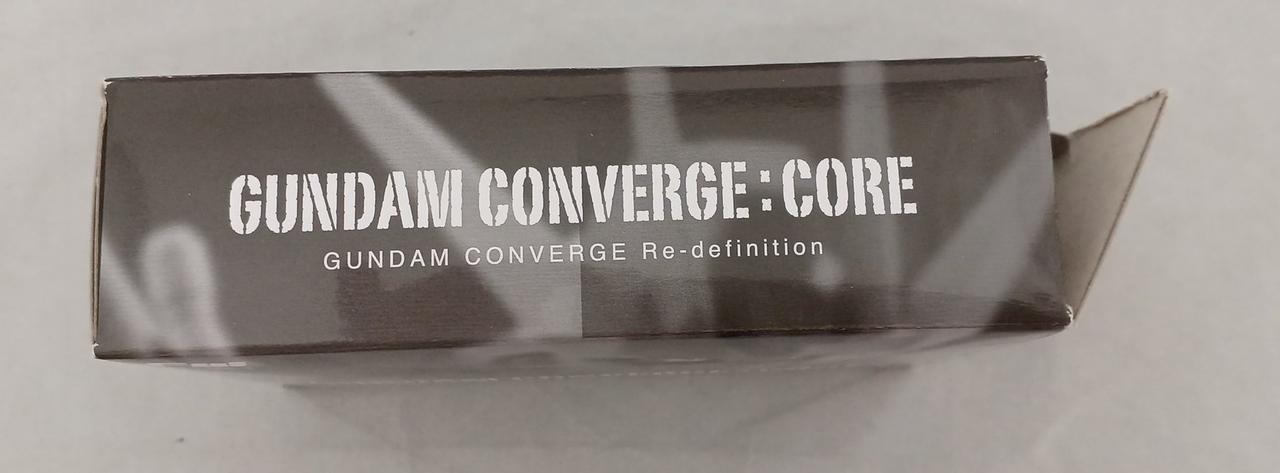 GUNDAM CONVERGE:CORE
GUNDAM CONVERGE Re-definition